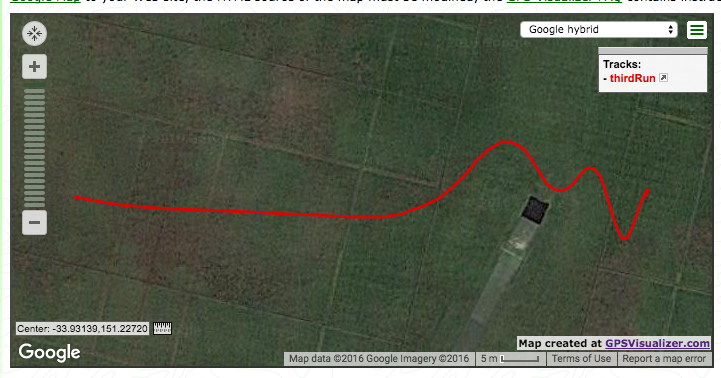 Google hybrid
Tracks:
- thirdRun
Center: -33.93139,151.22720
Map created at GPSVisualizer.com
Google
Map data ©2016 Google Imagery ©2016
5 m
Terms of Use
Report a map error